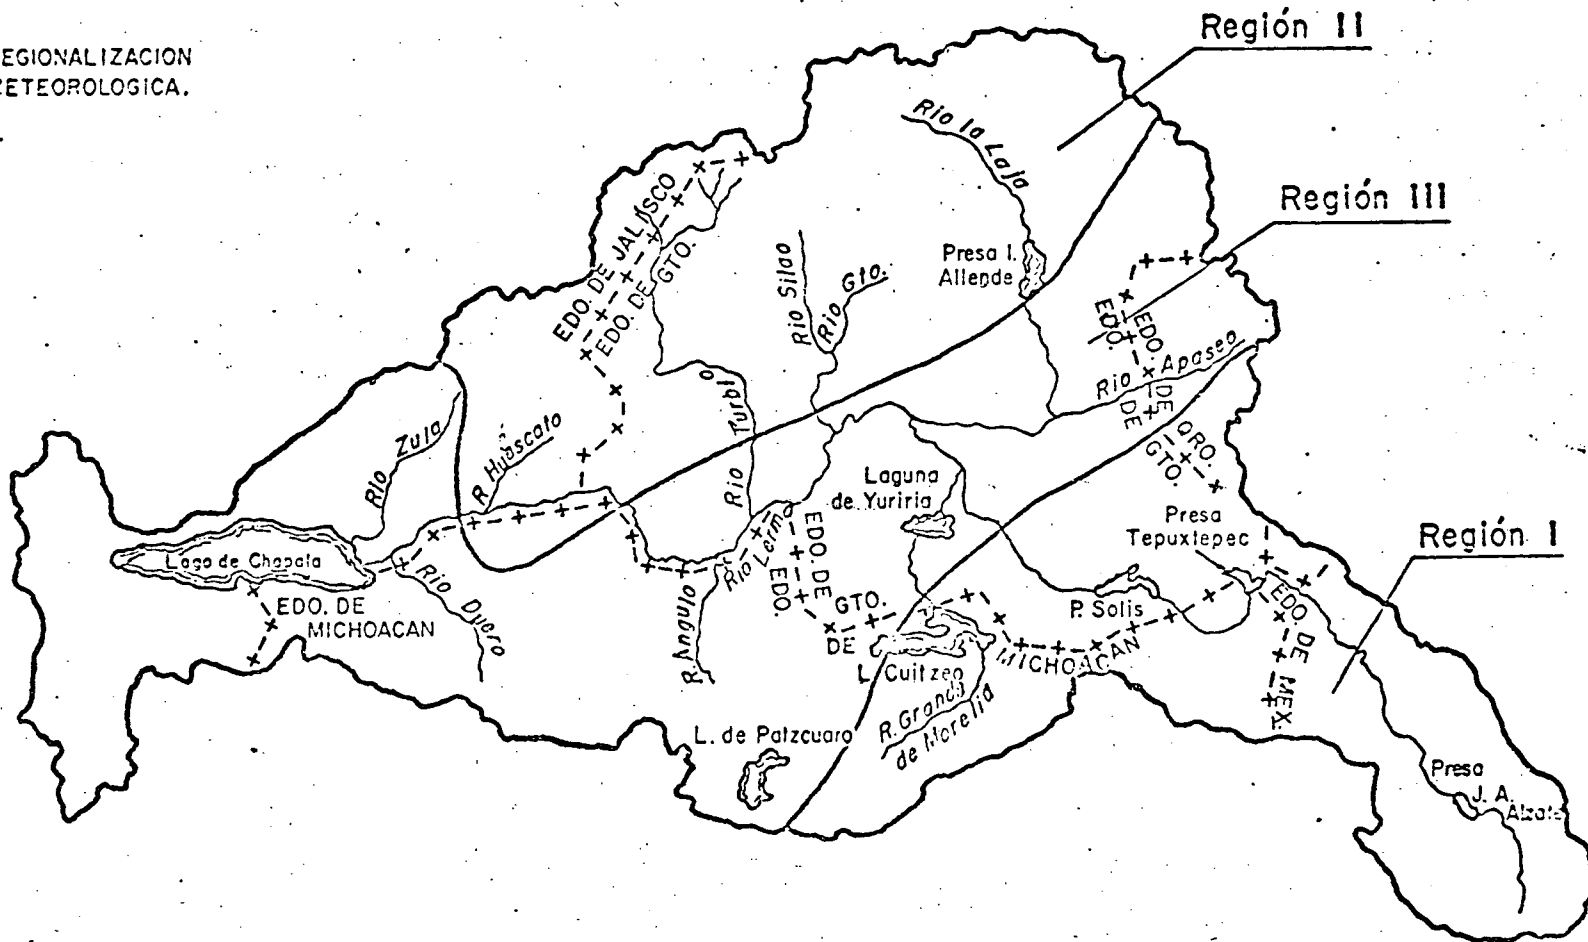 EGIONALIZACION
ETEOROLOGICA.
Región II
Rio la Laja
Región III
EDO. DE JALISCO
EDO. DE GTO.
Rio Silao
Rio Gto.
Presa I.
Allende
EDO. DE QRO.
EDO. DE GTO.
Rio Apaseo
Rio Turbio
Rio Zula
R. Huascato
Laguna
de Yuriria
Presa
Tepuxtepec
Región I
Lago de Chapala
Rio Duero
Rio Lerma
R. Angulo
EDO. DE GTO.
EDO. DE MICHOACAN
EDO. DE
MICHOACAN
P. Solis
EDO. DE MEX.
L. Cuitzeo
R. Grande
de Morelia
L. de Patzcuaro
Presa
J. A.
Alzate